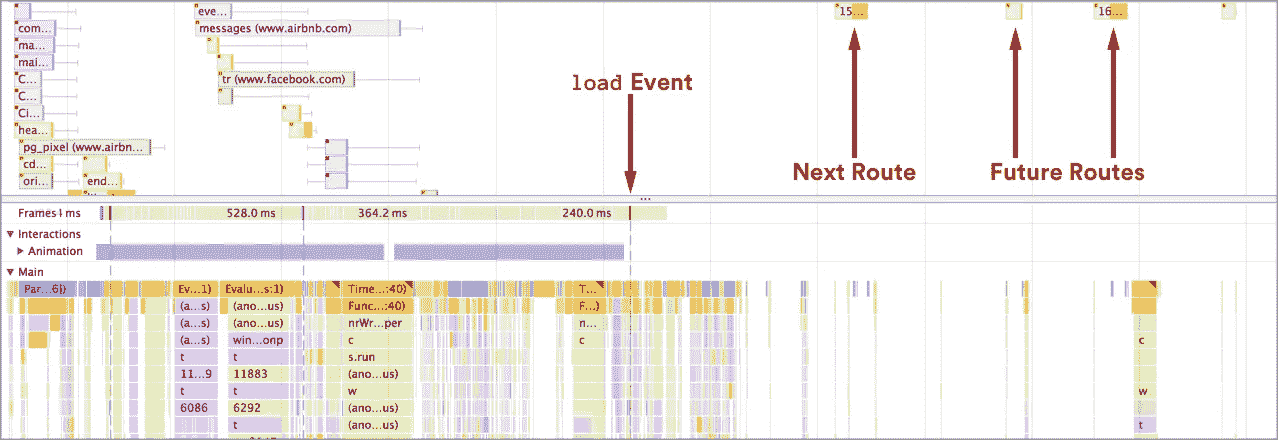 eve...
15...
16...
com...
messages (www.airbnb.com)
ma...
mai...
C...
tr (www.facebook.com)
load Event
C...
Ci...
hea...
pg_pixel (www.airbn...
cd...
Next Route
Future Routes
ori...
end...
...
Frames ms
528.0 ms
364.2 ms
240.0 ms
Interactions
Animation
Main
Par...6])
Ev...1)
Evalu...s:1)
Time...:40)
T...
(a...s)
(ano...us)
Func...:40)
F...)
(a...s)
(ano...us)
nrWr...per
n...
(a...s)
win...onp
c
c
c
t
t
s.run
11...9
11883
(ano...us)
t
t
w
w
6086
6292
(ano...us)
t
(ano...us)
t